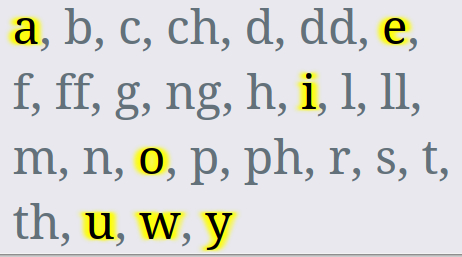 a, b, c, ch, d, dd, e,
f, ff, g, ng, h, i, l, ll,
m, n, o, p, ph, r, s, t,
th, u, w, y